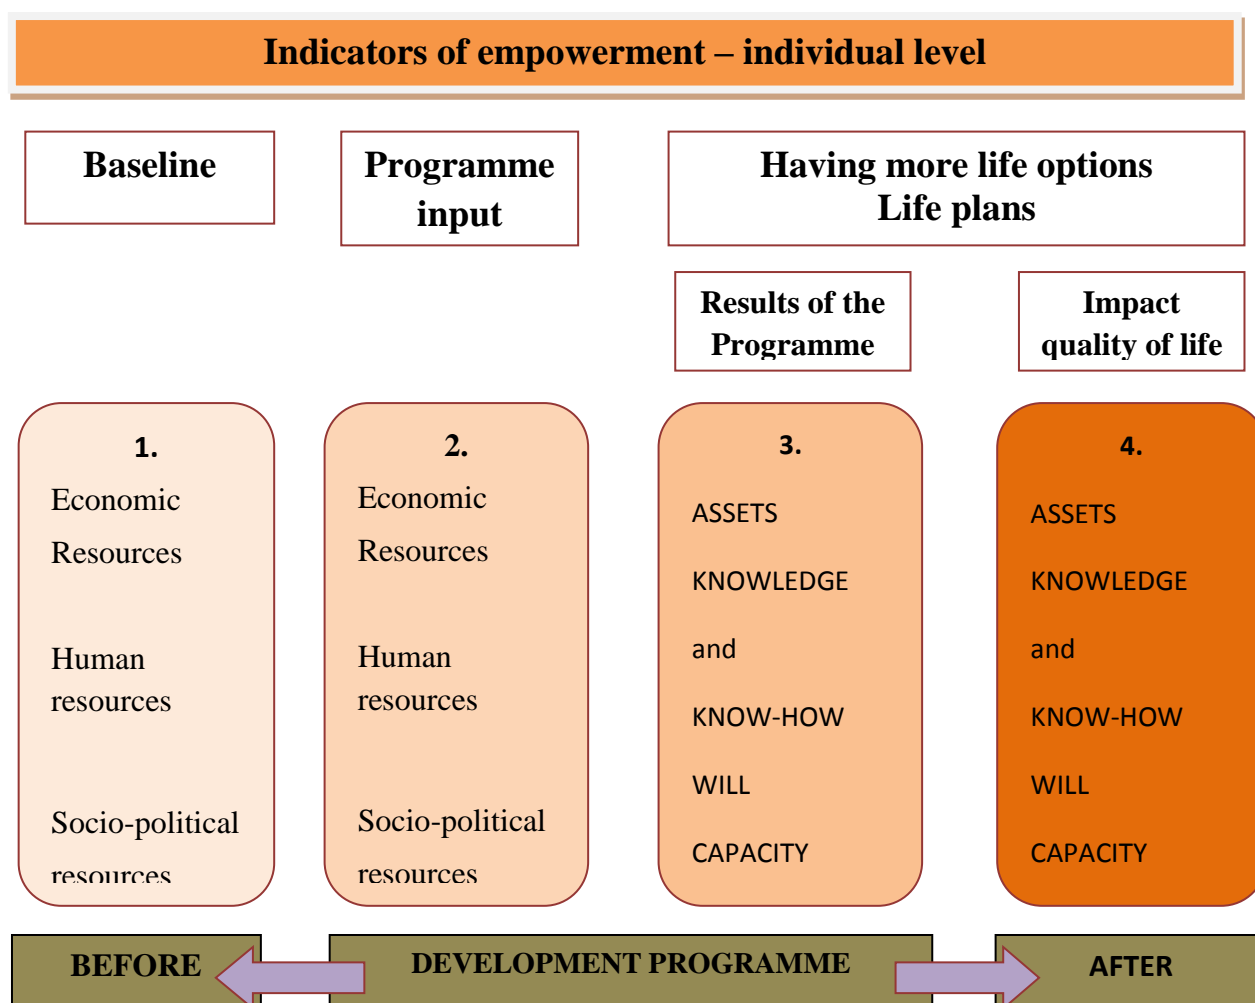 Indicators of empowerment – individual level
Baseline
Programme
input
Having more life options
Life plans
Results of the
Programme
Impact
quality of life
1.
Economic
Resources
Human
resources
Socio-political
resources
2.
Economic
Resources
Human
resources
Socio-political
resources
3.
ASSETS
KNOWLEDGE
and
KNOW-HOW
WILL
CAPACITY
4.
ASSETS
KNOWLEDGE
and
KNOW-HOW
WILL
CAPACITY
BEFORE
DEVELOPMENT PROGRAMME
AFTER